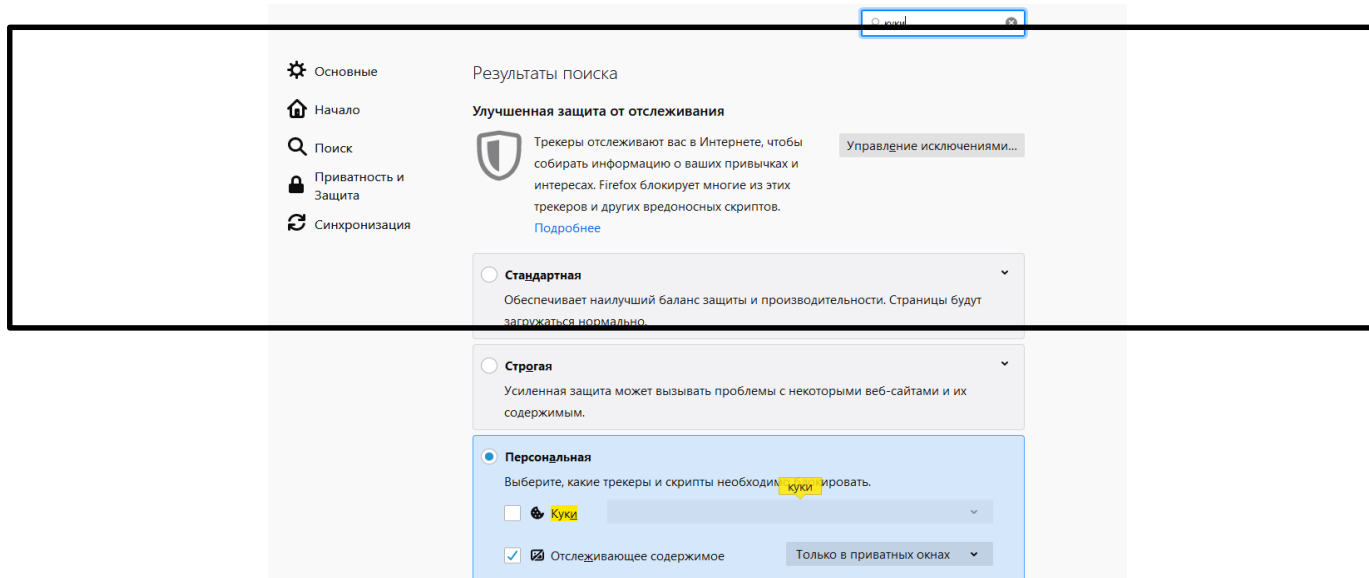 куки
Основные
Начало
Поиск
Приватность и
Защита
Синхронизация
Результаты поиска
Улучшенная защита от отслеживания
Трекеры отслеживают вас в Интернете, чтобы
собирать информацию о ваших привычках и
интересах. Firefox блокирует многие из этих
трекеров и других вредоносных скриптов.
Подробнее
Управление исключениями...
Стандартная
Обеспечивает наилучший баланс защиты и производительности. Страницы будут
загружаться нормально.
Строгая
Усиленная защита может вызывать проблемы с некоторыми веб-сайтами и их
содержимым.
Персональная
Выберите, какие трекеры и скрипты необходимо блокировать.
куки
Куки
Отслеживающее содержимое
Только в приватных окнах